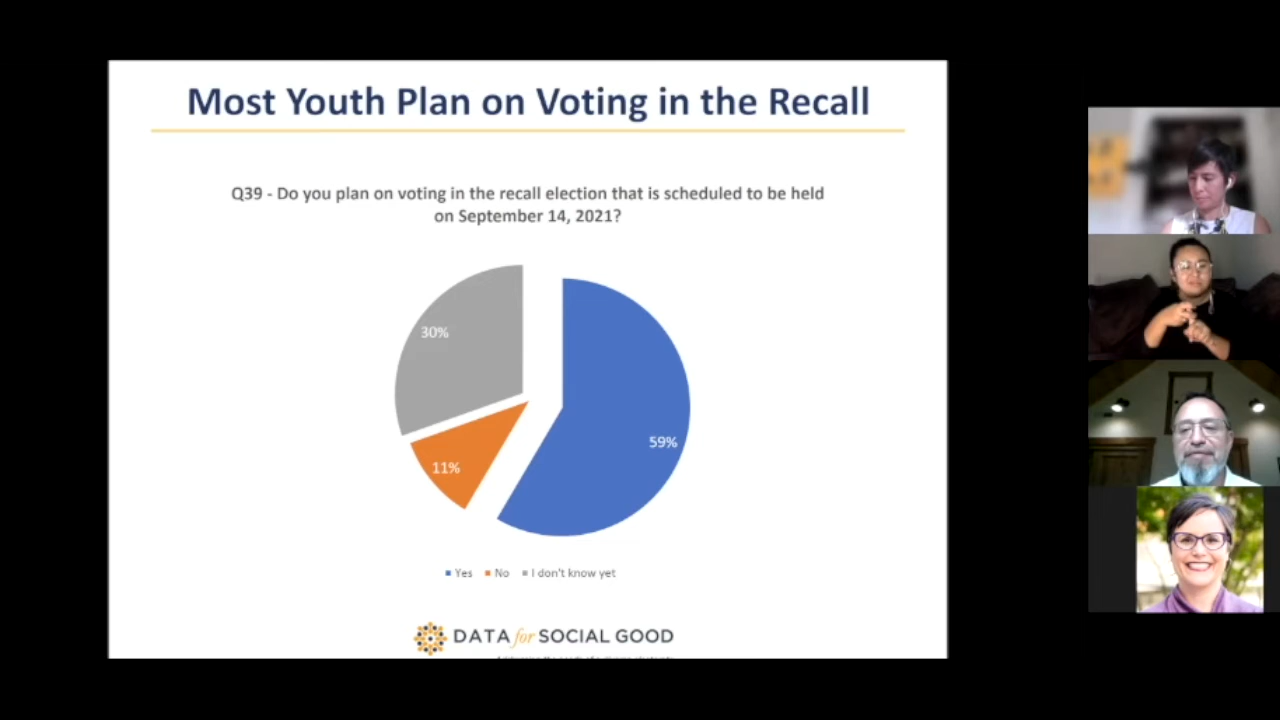 Most Youth Plan on Voting in the Recall
Q39 - Do you plan on voting in the recall election that is scheduled to be held
on September 14, 2021?
30%
59%
11%
Yes No I don't know yet
DATA for SOCIAL GOOD